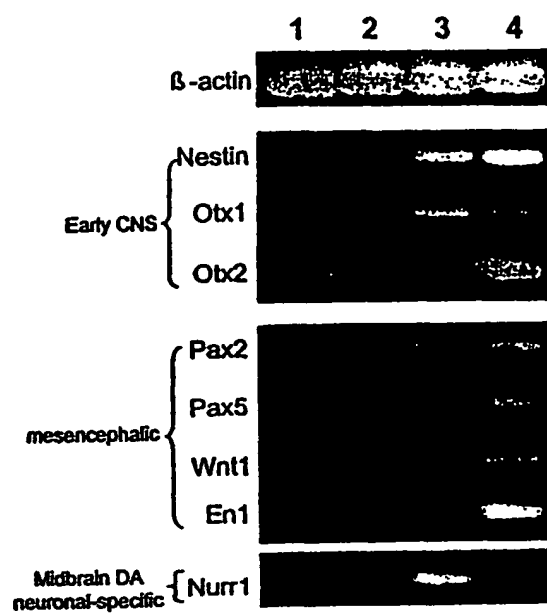 1 2 3 4
ß-actin
Nestin
Early CNS
Otx1
Otx2
Pax2
Pax5
mesencephalic
Wnt1
En1
Midbrain DA
neuronal-specific
Nurr1